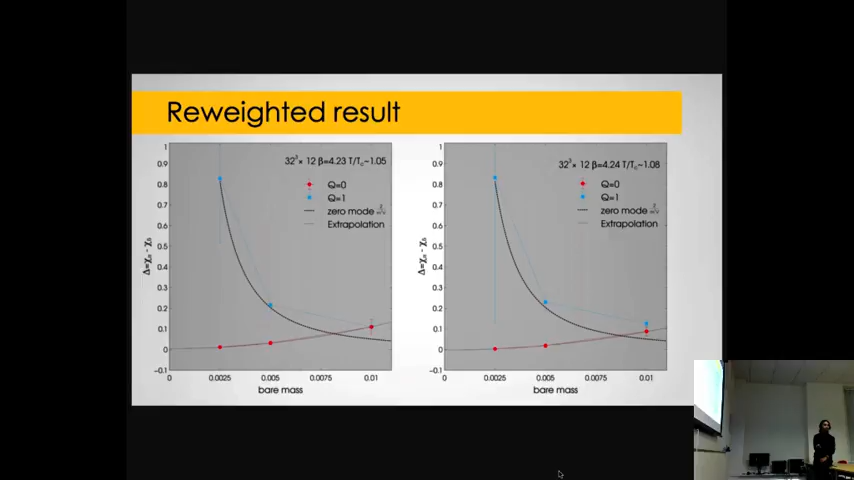 Reweighted result
32³× 12 β=4.23 T/Tc~1.05
Q=0
Q=1
zero mode
Extrapolation
Δ=χπ - χδ
1
0.9
0.8
0.7
0.6
0.5
0.4
0.3
0.2
0.1
0
-0.1
0
0.0025
0.005
0.0075
0.01
bare mass
32³× 12 β=4.24 T/Tc~1.08
Q=0
Q=1
zero mode
Extrapolation
Δ=χπ - χδ
1
0.9
0.8
0.7
0.6
0.5
0.4
0.3
0.2
0.1
0
-0.1
0
0.0025
0.005
0.0075
0.01
bare mass